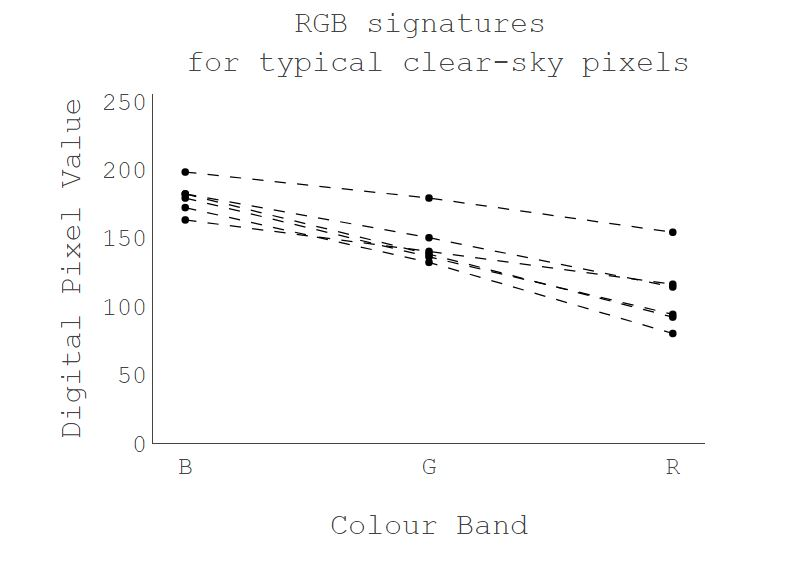 RGB signatures
for typical clear-sky pixels
Digital Pixel Value
250
200
150
100
50
0
B
G
R
Colour Band